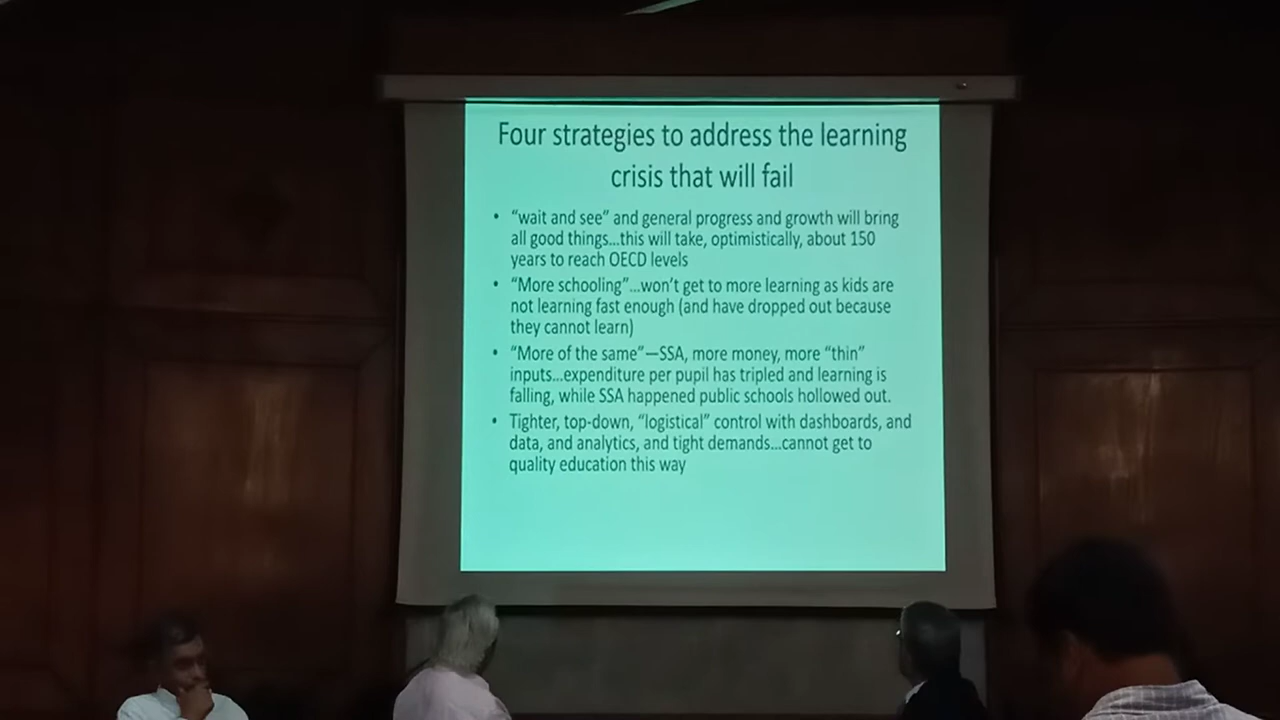 Four strategies to address the learning
crisis that will fail
• “wait and see” and general progress and growth will bring
all good things...this will take, optimistically, about 150
years to reach OECD levels
• “More schooling”...won’t get to more learning as kids are
not learning fast enough (and have dropped out because
they cannot learn)
• “More of the same”—SSA, more money, more “thin”
inputs...expenditure per pupil has tripled and learning is
falling, while SSA happened public schools hollowed out.
• Tighter, top-down, “logistical” control with dashboards, and
data, and analytics, and tight demands...cannot get to
quality education this way